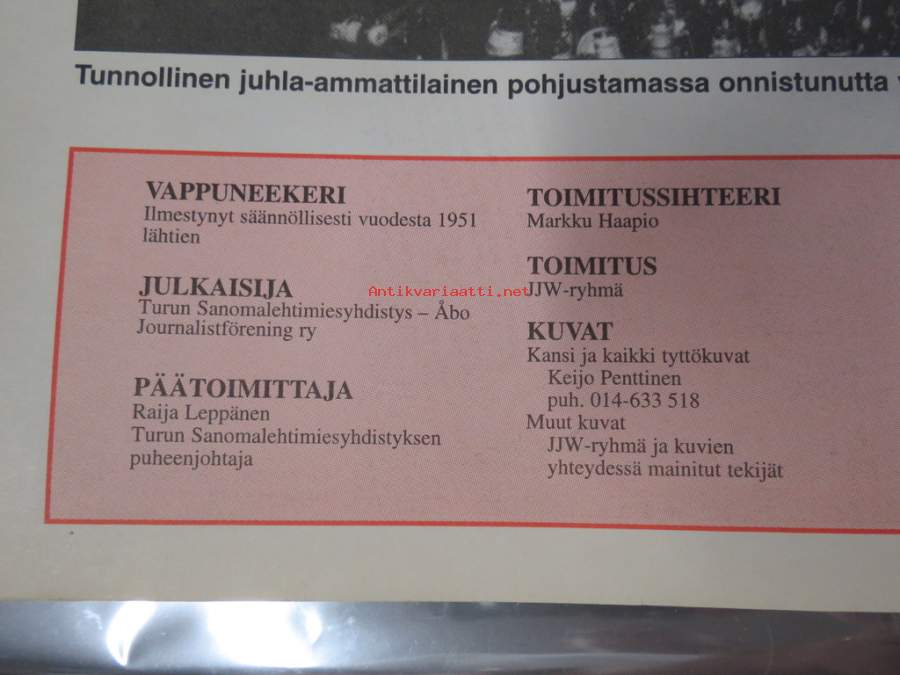 Tunnollinen juhla-ammattilainen pohjustamassa onnistunutta
VAPPUNEEKERI
Ilmestynyt säännöllisesti vuodesta 1951
lähtien
JULKAISIJA
Turun Sanomalehtimiesyhdistys – Åbo
Journalistförening ry
PÄÄTOIMITTAJA
Raija Leppänen
Turun Sanomalehtimiesyhdistyksen
puheenjohtaja
TOIMITUSSIHTEERI
Markku Haapio
TOIMITUS
JJW-ryhmä
KUVAT
Kansi ja kaikki tyttökuvat
Keijo Penttinen
puh. 014-633 518
Muut kuvat
JJW-ryhmä ja kuvien
yhteydessä mainitut tekijät
Antikvariaatti.net